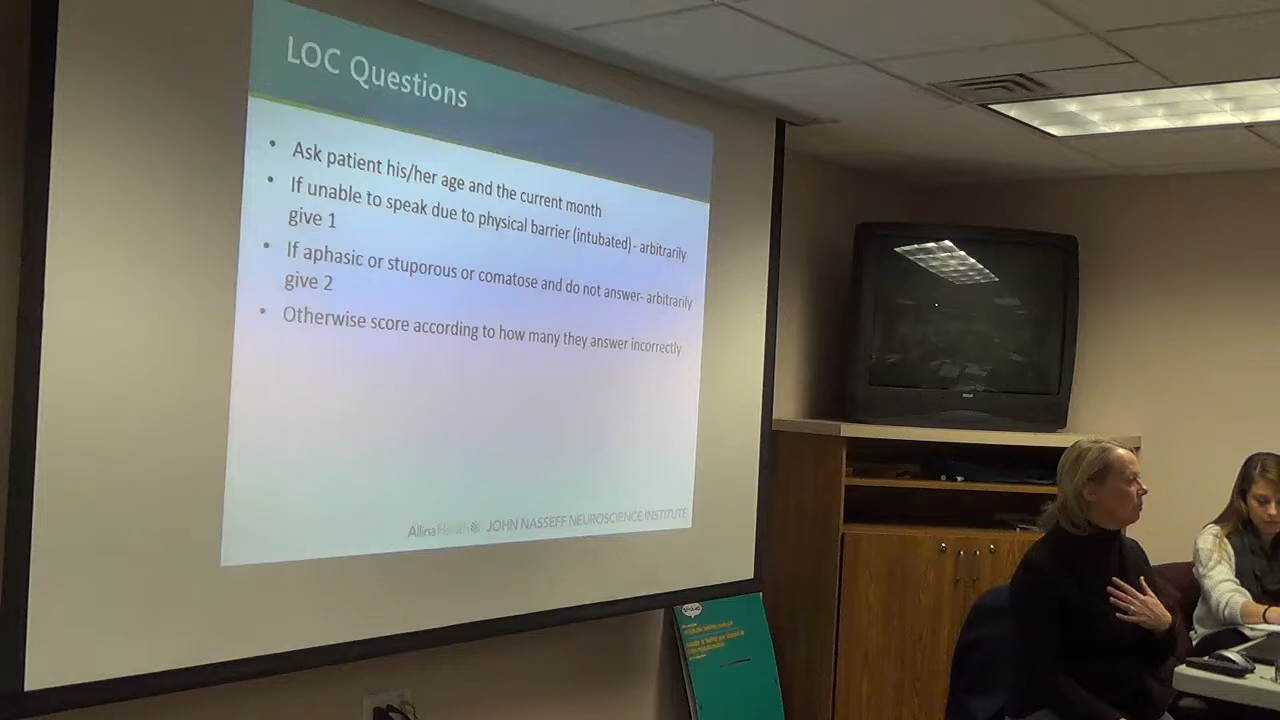 LOC Questions
• Ask patient his/her age and the current month
• If unable to speak due to physical barrier (intubated)- arbitrarily
give 1
• If aphasic or stuporous or comatose and do not answer- arbitrarily
give 2
• Otherwise score according to how many they answer incorrectly
AllinaHealth JOHN NASSEFF NEUROSCIENCE INSTITUTE
RCA